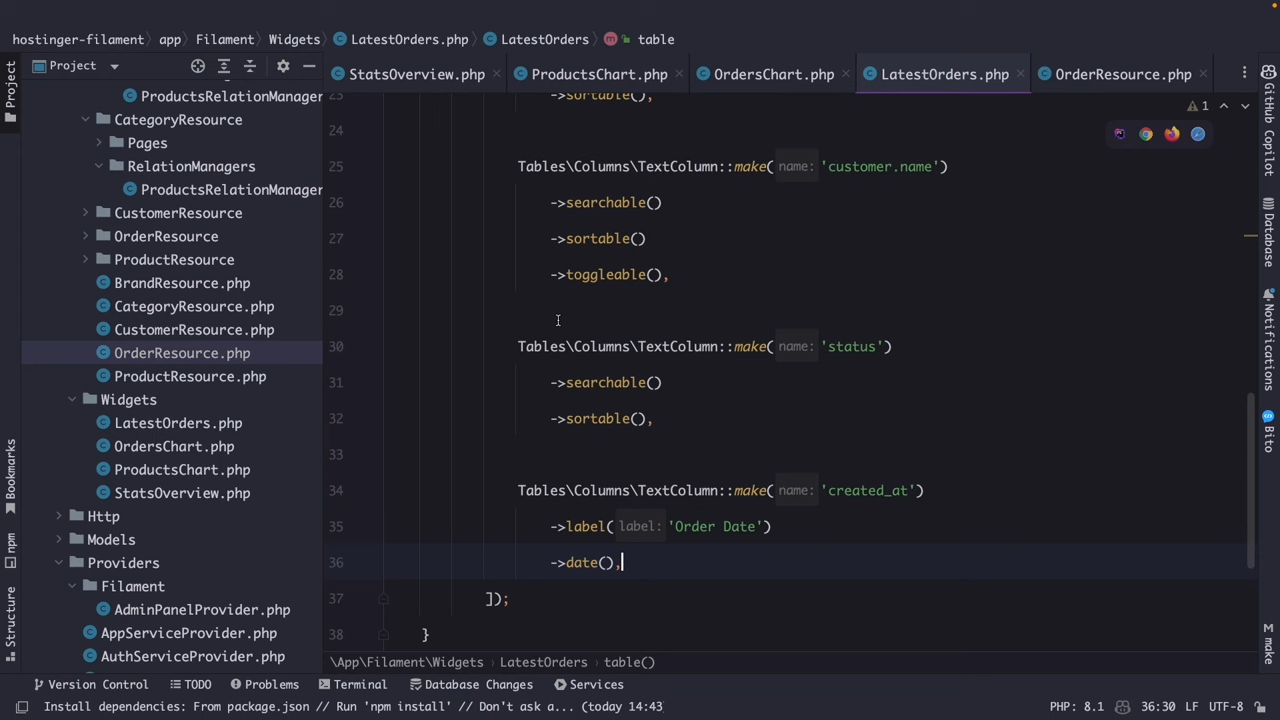 hostinger-filament
app
Filament
Widgets
LatestOrders.php
LatestOrders
table
Project
StatsOverview.php
ProductsChart.php
OrdersChart.php
LatestOrders.php
OrderResource.php
ProductsRelationManager
CategoryResource
Pages
RelationManagers
ProductsRelationManager
CustomerResource
OrderResource
ProductResource
BrandResource.php
CategoryResource.php
CustomerResource.php
OrderResource.php
ProductResource.php
Widgets
LatestOrders.php
OrdersChart.php
ProductsChart.php
StatsOverview.php
Http
Models
Providers
Filament
AdminPanelProvider.php
AppServiceProvider.php
AuthServiceProvider.php
23 ->sortable(),
24
25 Tables\Columns\TextColumn::make( name: 'customer.name')
26 ->searchable()
27 ->sortable()
28 ->toggleable(),
29
30 Tables\Columns\TextColumn::make( name: 'status')
31 ->searchable()
32 ->sortable(),
33
34 Tables\Columns\TextColumn::make( name: 'created_at')
35 ->label( label: 'Order Date')
36 ->date(),
37 ]);
38 }
1
\App\Filament\Widgets
LatestOrders
table()
Project
Bookmarks
npm
Structure
GitHub Copilot
Database
Notifications
Bito
make
Version Control
TODO
Problems
Terminal
Database Changes
Services
Install dependencies: From package.json // Run 'npm install' // Don't ask a... (today 14:43)
PHP: 8.1
36:30
LF
UTF-8